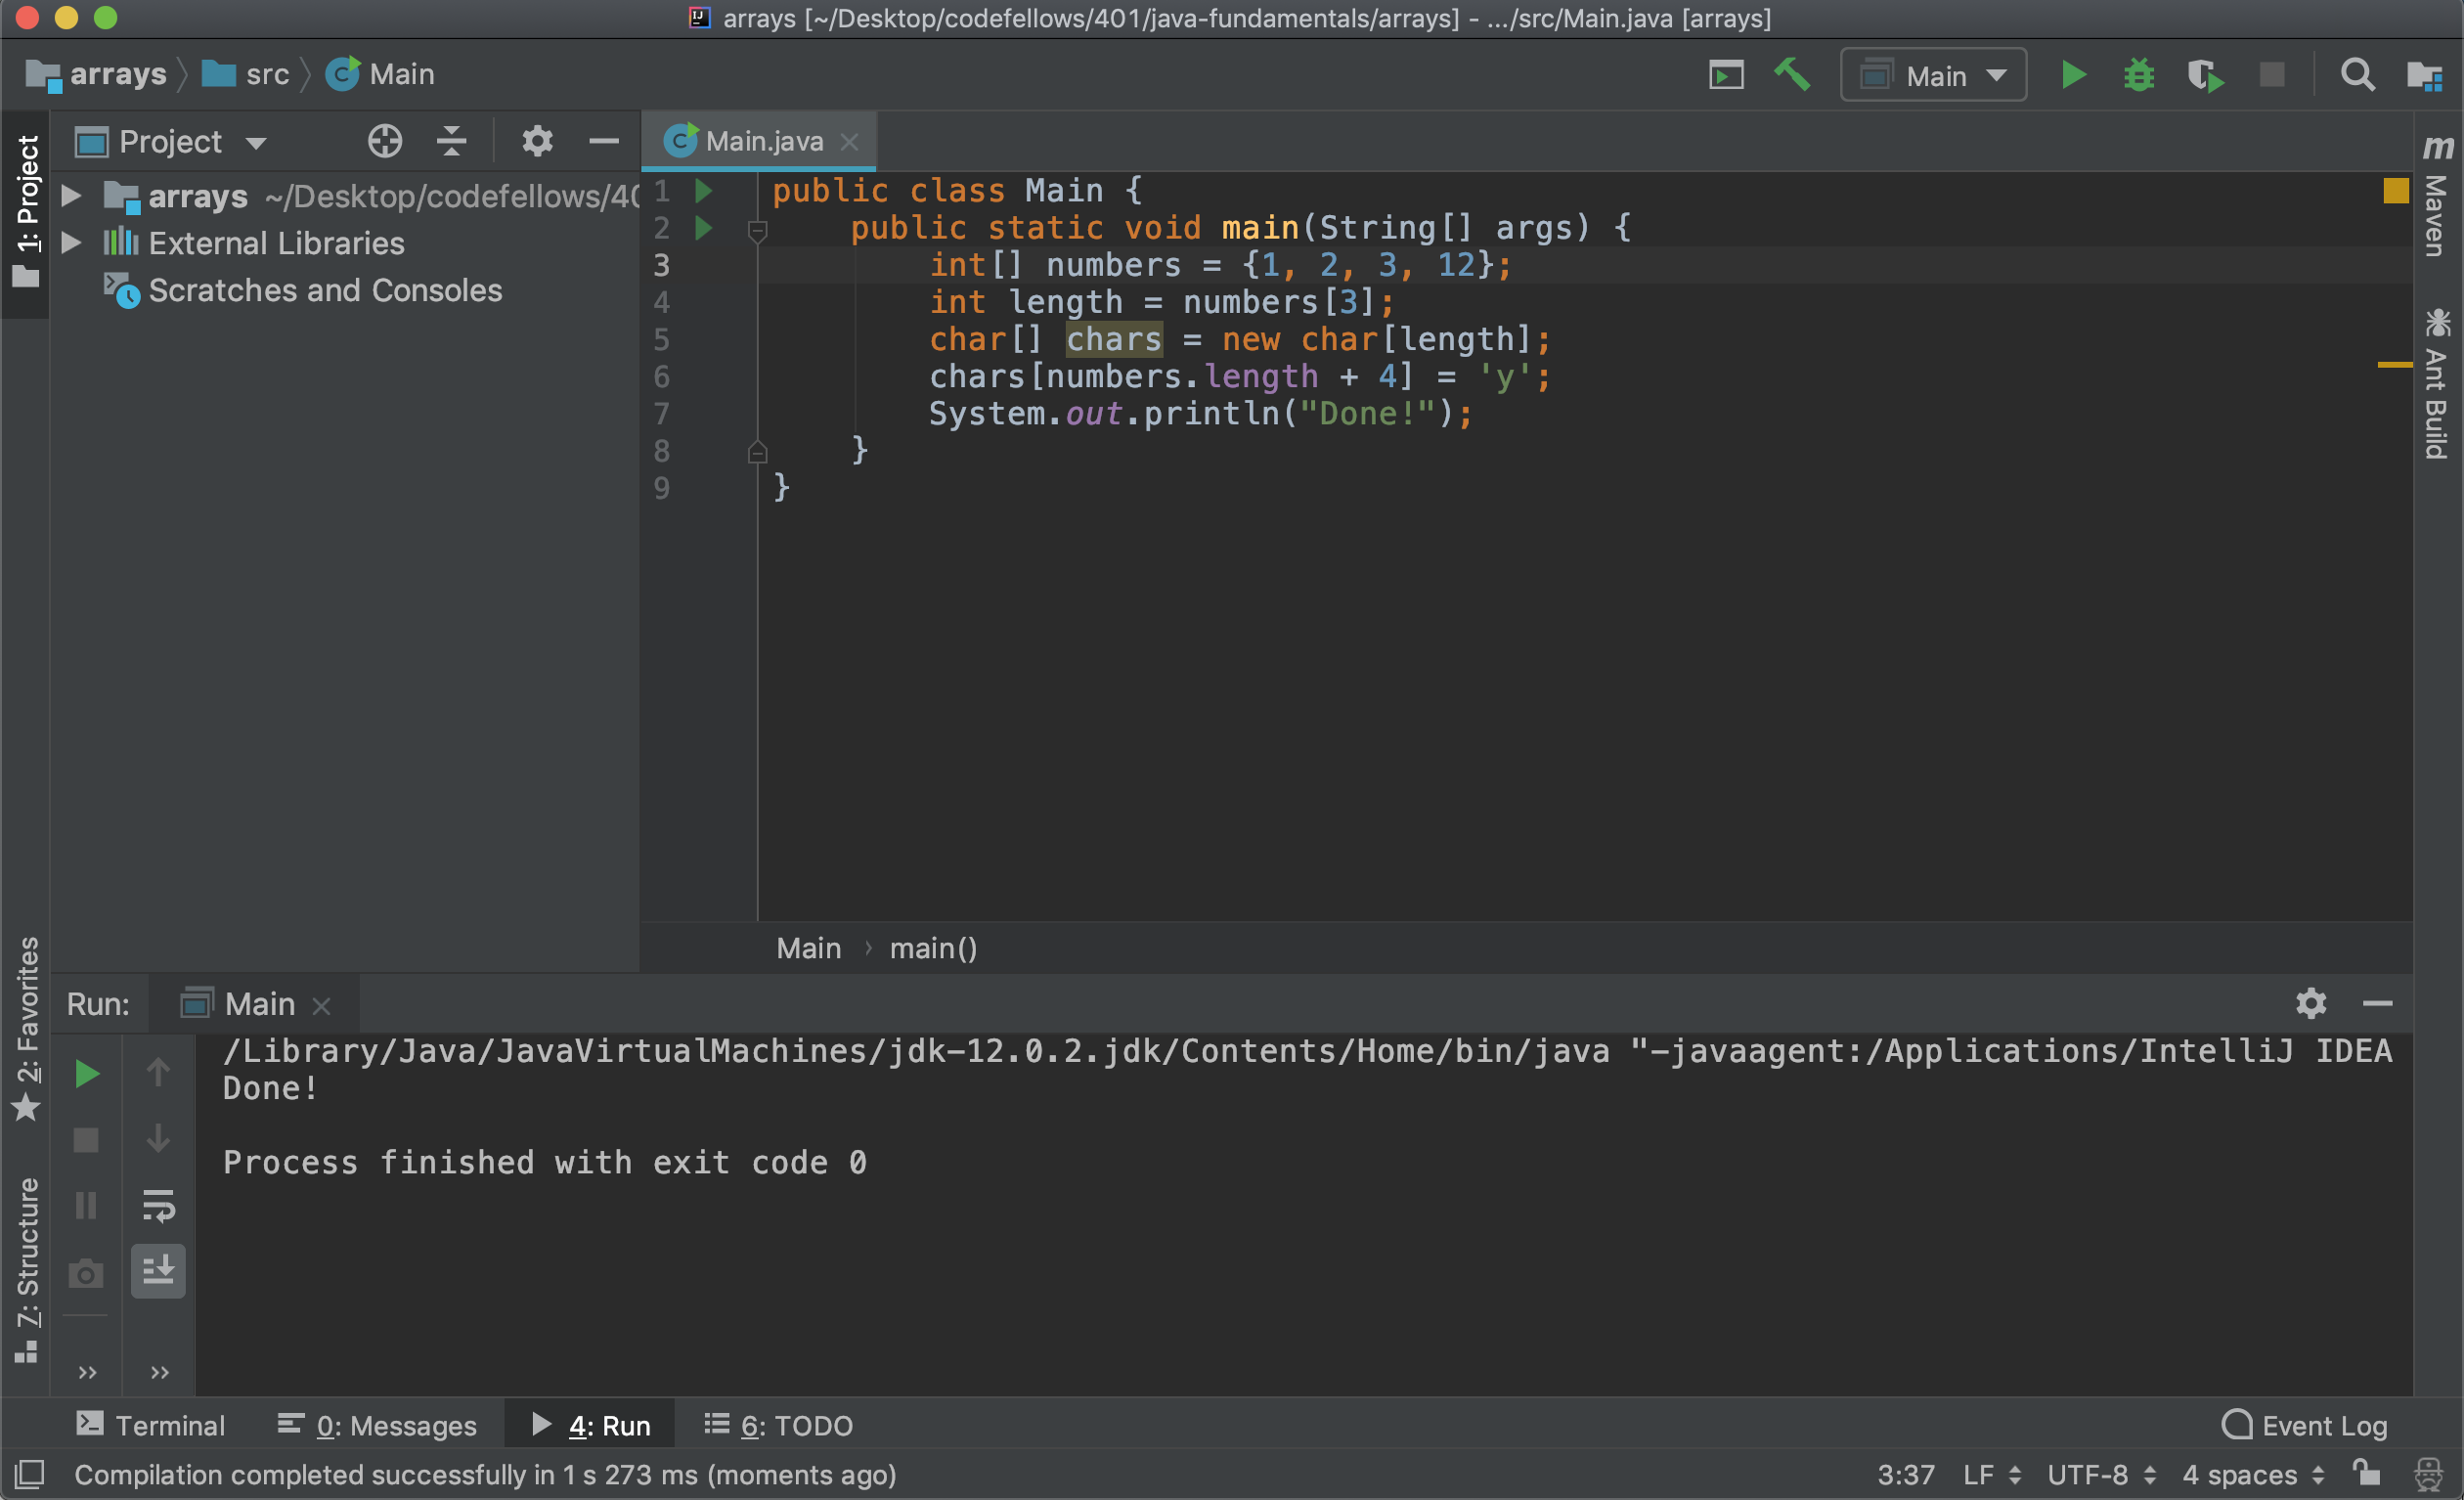 arrays [~/Desktop/codefellows/401/java-fundamentals/arrays] - .../src/Main.java [arrays]
arrays src Main
Main
1: Project
Project
arrays ~/Desktop/codefellows/40
External Libraries
Scratches and Consoles
Main.java
1 public class Main {
2 public static void main(String[] args) {
3 int[] numbers = {1, 2, 3, 12};
4 int length = numbers[3];
5 char[] chars = new char[length];
6 chars[numbers.length + 4] = 'y';
7 System.out.println("Done!");
8 }
9 }
Main › main()
m Maven
Ant Build
2: Favorites
7: Structure
Run: Main
/Library/Java/JavaVirtualMachines/jdk-12.0.2.jdk/Contents/Home/bin/java "-javaagent:/Applications/IntelliJ IDEA
Done!
Process finished with exit code 0
Terminal 0: Messages 4: Run 6: TODO Event Log
Compilation completed successfully in 1 s 273 ms (moments ago) 3:37 LF UTF-8 4 spaces